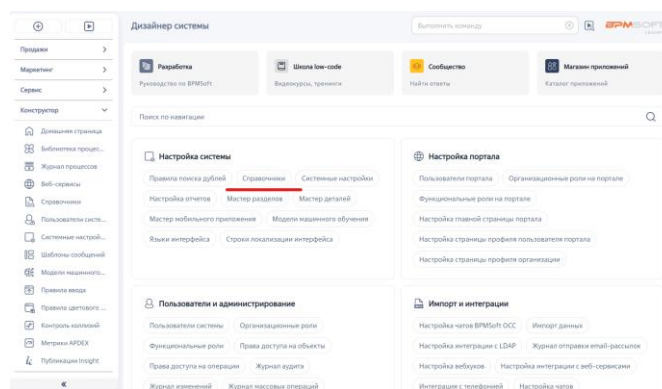 Дизайнер системы
Выполнить команду
BPMSOFT
Продажи
Маркетинг
Сервис
Конструктор
Домашняя страница
Библиотека процес...
Журнал процессов
Веб-сервисы
Справочники
Пользователи систе...
Системные настрой...
Шаблоны сообщений
Модели машинного...
Правила ввода
Правила цветового ...
Контроль коллизий
Метрики APDEX
Публикации Insight
«
Разработка
Руководство по BPMSoft
Школа low-code
Видеокурсы, тренинги
Сообщество
Найти ответы
Магазин приложений
Каталог приложений
Поиск по навигации
Настройка системы
Правила поиска дублей Справочники Системные настройки
Настройка отчетов Мастер разделов Мастер деталей
Мастер мобильного приложения Модели машинного обучения
Языки интерфейса Строки локализации интерфейса
Настройка портала
Пользователи портала Организационные роли на портале
Функциональные роли на портале
Настройка главной страницы портала
Настройка страницы профиля пользователя портала
Настройка страницы профиля организации
Пользователи и администрирование
Пользователи системы Организационные роли
Функциональные роли Права доступа на объекты
Права доступа на операции Журнал аудита
Журнал изменений Журнал массовых операций
Импорт и интеграции
Настройка чатов BPMSoft OCC Импорт данных
Настройка интеграции с LDAP Журнал отправки email-рассылок
Настройка вебхуков Настройка интеграции с веб-сервисами
Интеграция с телефонией Настройка чатов